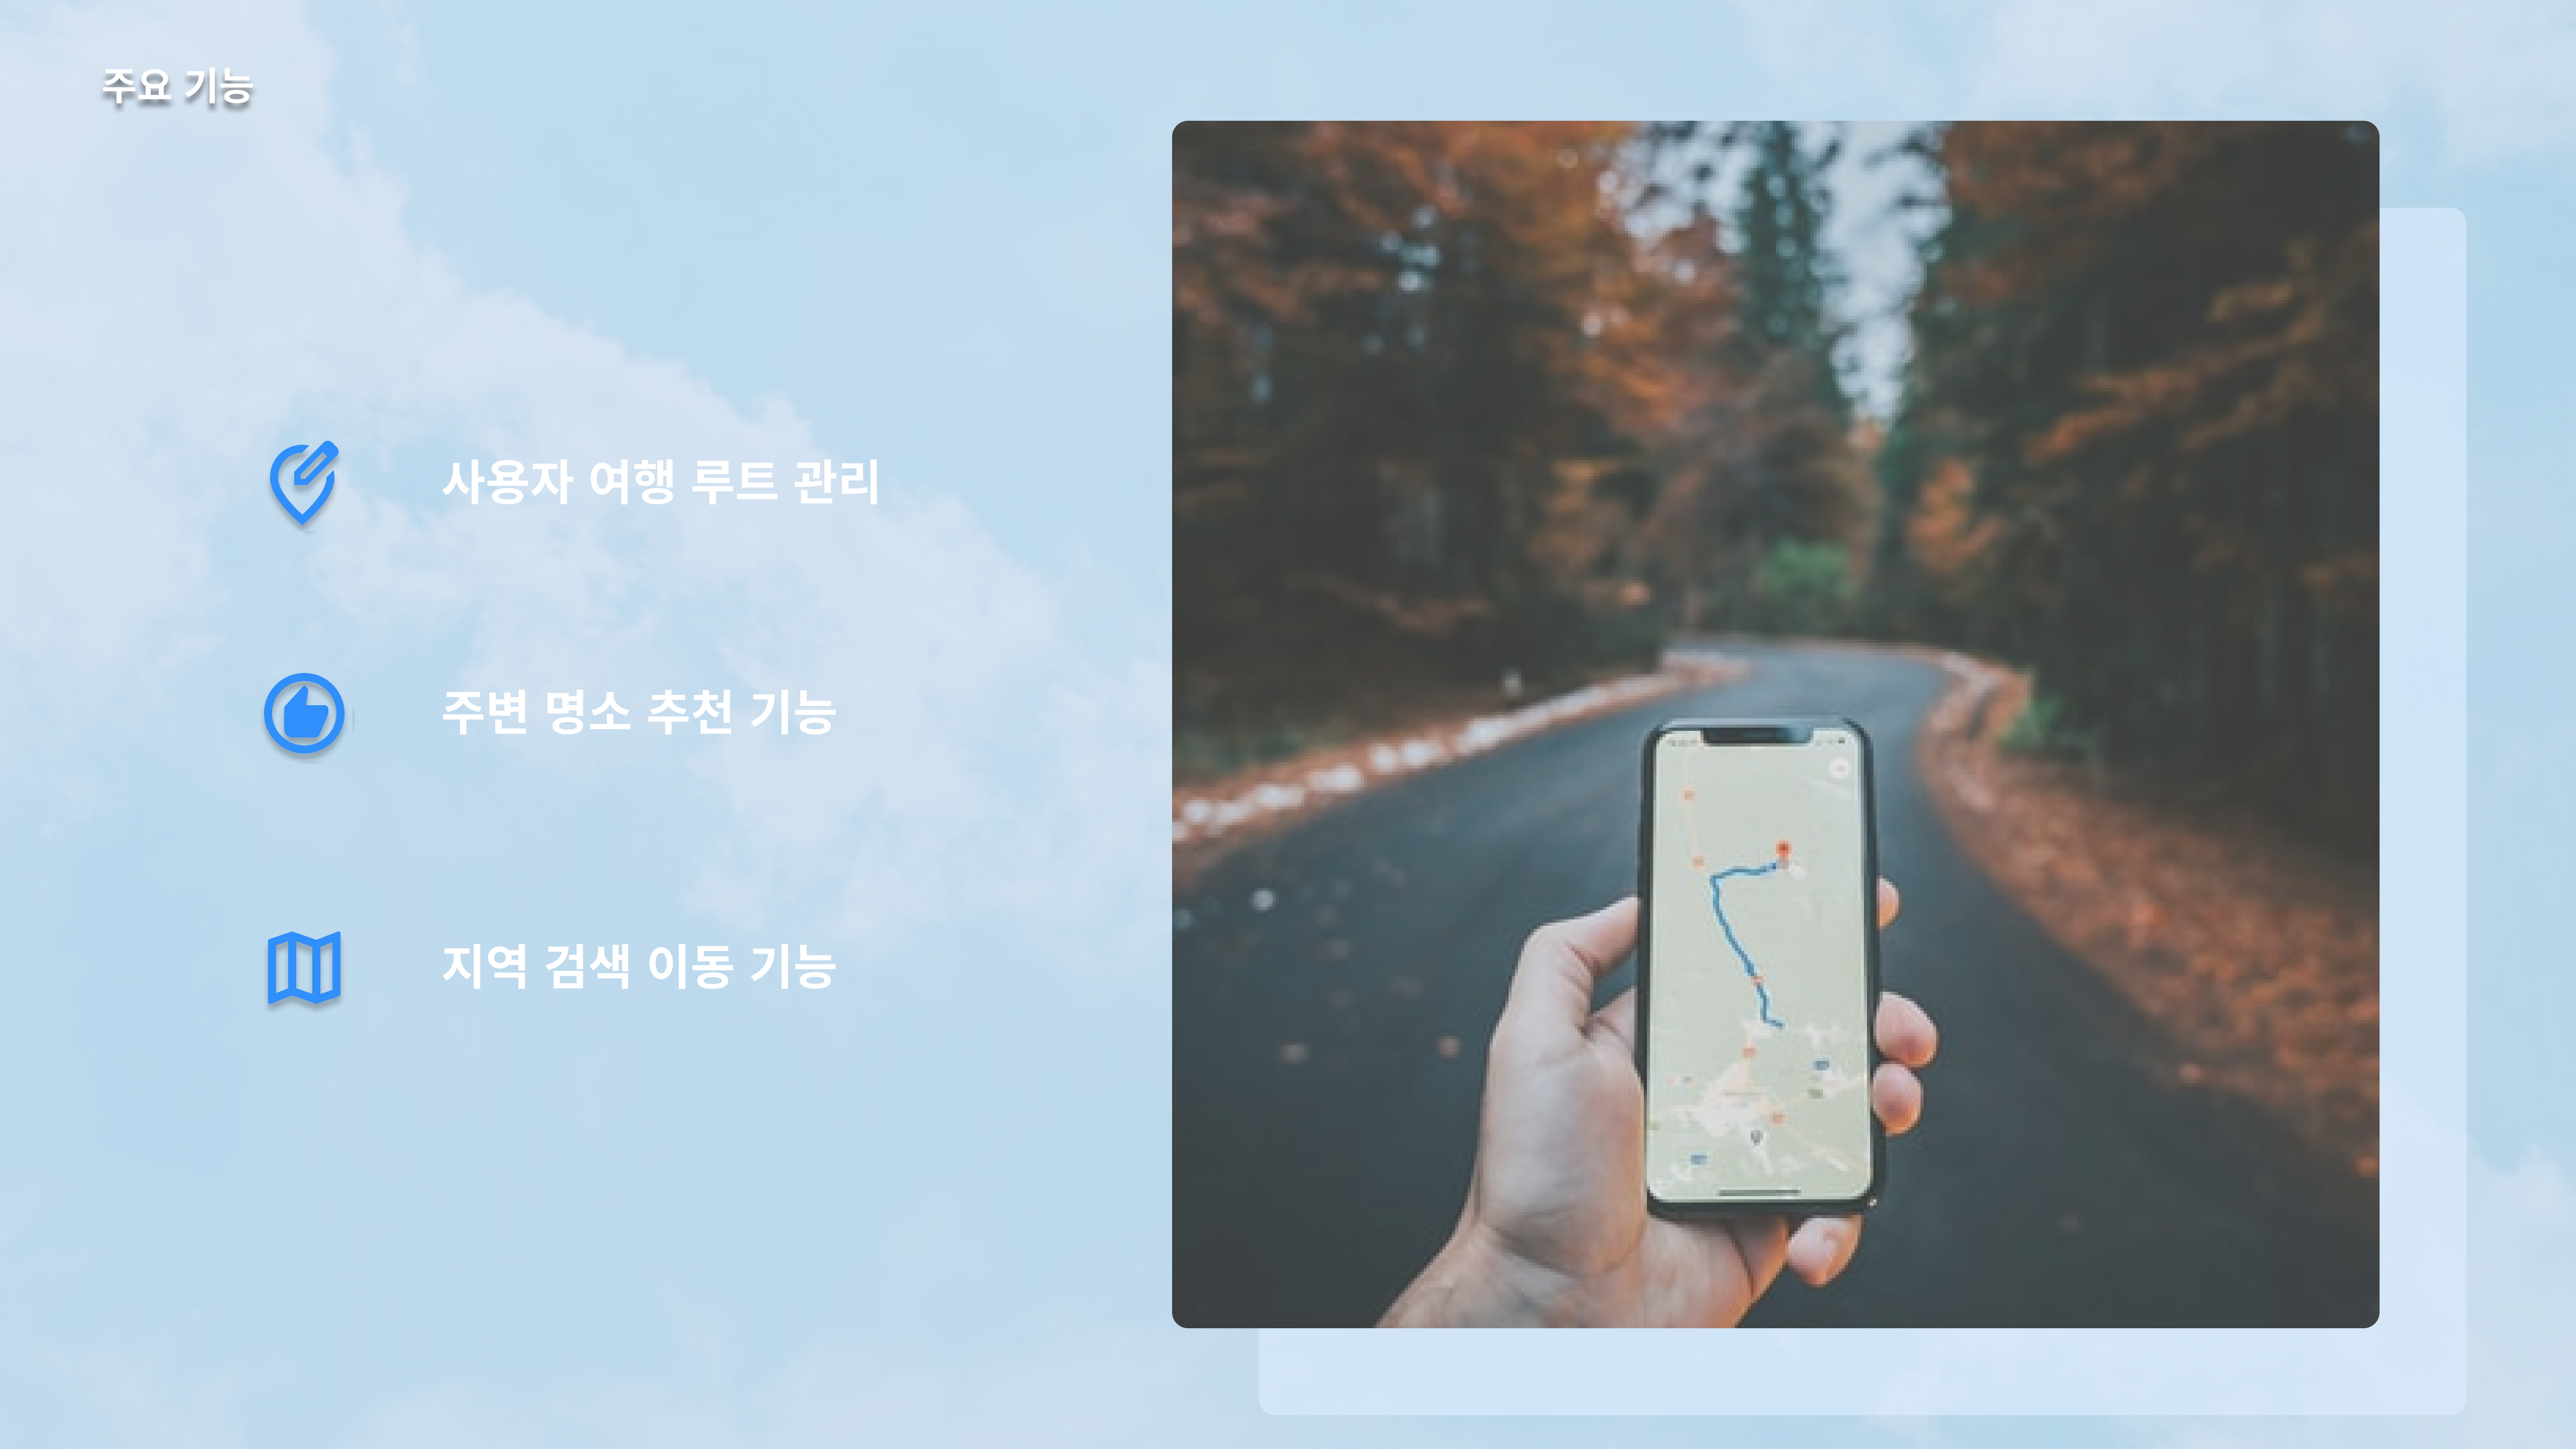 주요 기능
사용자 여행 루트 관리
주변 명소 추천 기능
지역 검색 이동 기능